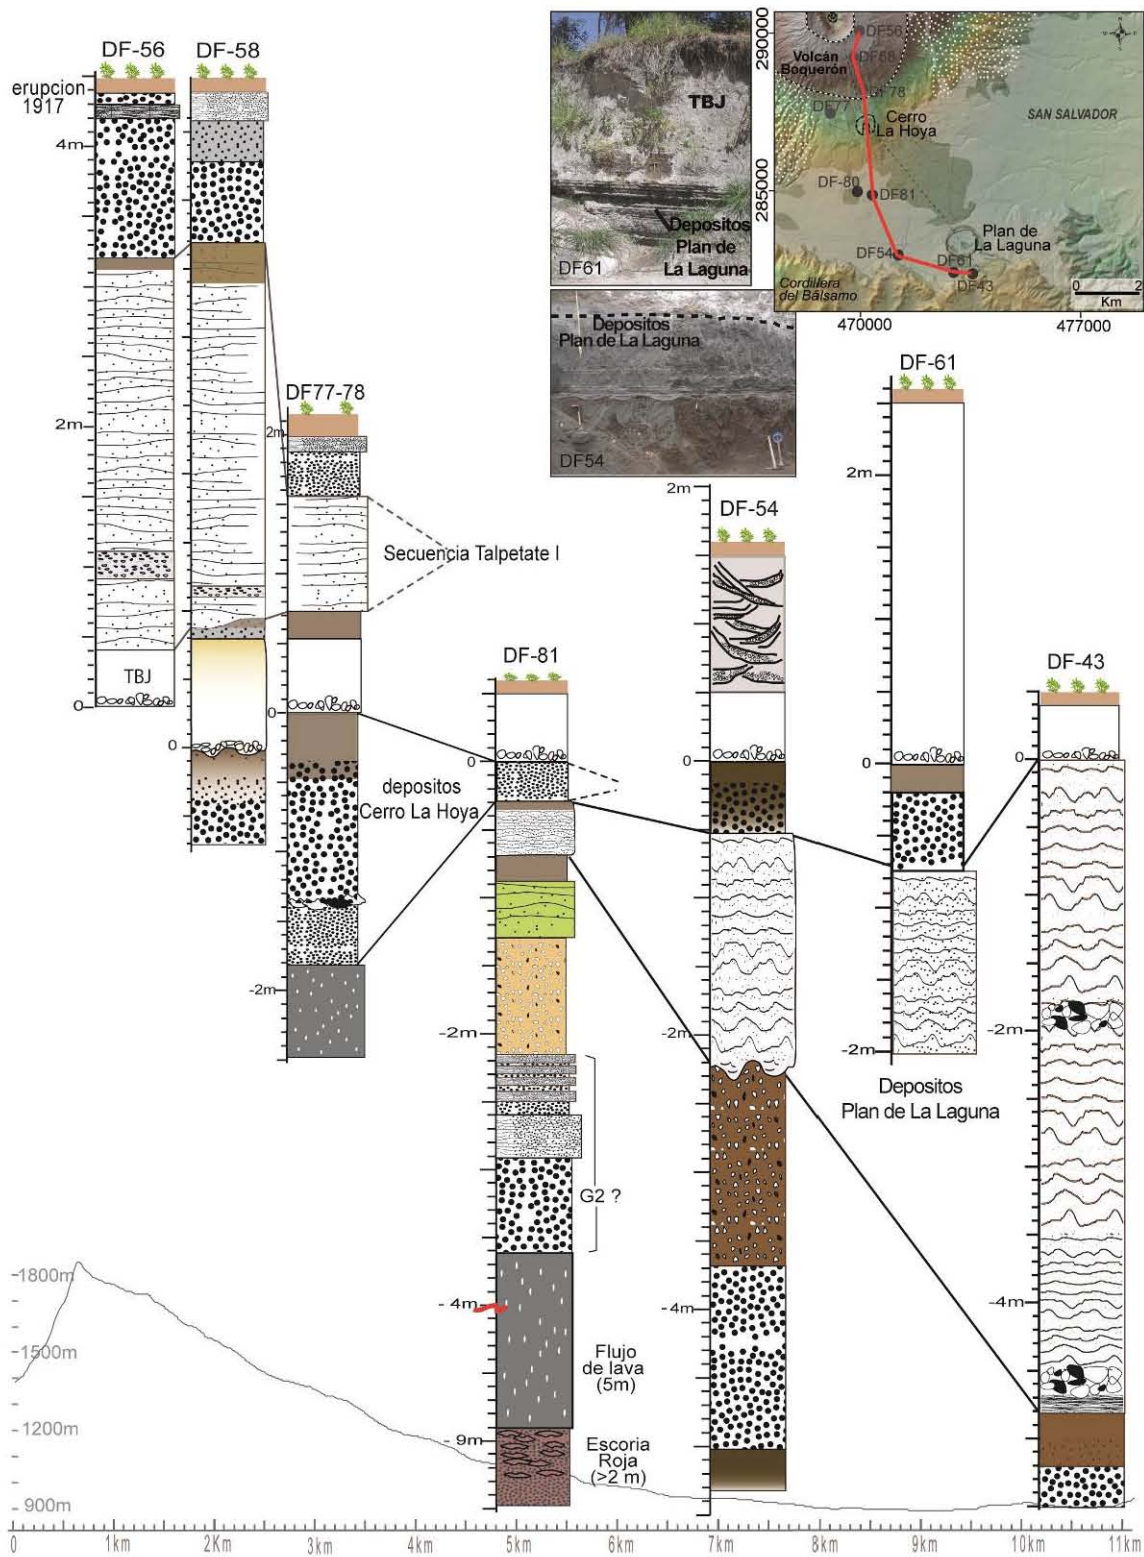 DF-56
DF-58
erupcion
1917
4m
2m
0
TBJ
0
DF77-78
2m
0
-2m
Secuencia Talpetate I
depositos
Cerro La Hoya
TBJ
Depositos
Plan de
La Laguna
DF61
Depositos
Plan de La Laguna
DF54
290000
285000
470000
477000
DF56
DF58
Volcán
Boquerón
DF78
DF77
Cerro
La Hoya
SAN SALVADOR
DF-80
DF81
Plan de
La Laguna
DF54
DF61
DF43
Cordillera
del Bálsamo
0
2
Km
DF-81
0
-2m
G2 ?
- 4m
Flujo
de lava
(5m)
- 9m
Escoria
Roja
(>2 m)
DF-54
2m
0
-2m
-4m
DF-61
2m
0
-2m
Depositos
Plan de La Laguna
DF-43
0
-2m
-4m
-1800m
-1500m
-1200m
- 900m
0
1km
2Km
3km
4km
5km
6km
7km
8km
9km
10km
11km